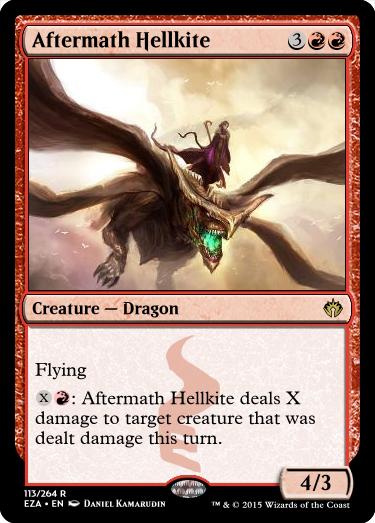 Aftermath Hellkite 3
Creature — Dragon
Flying
X : Aftermath Hellkite deals X
damage to target creature that was
dealt damage this turn.
4/3
113/264 R
EZA • EN Daniel Kamarudin
™ & © 2015 Wizards of the Coast